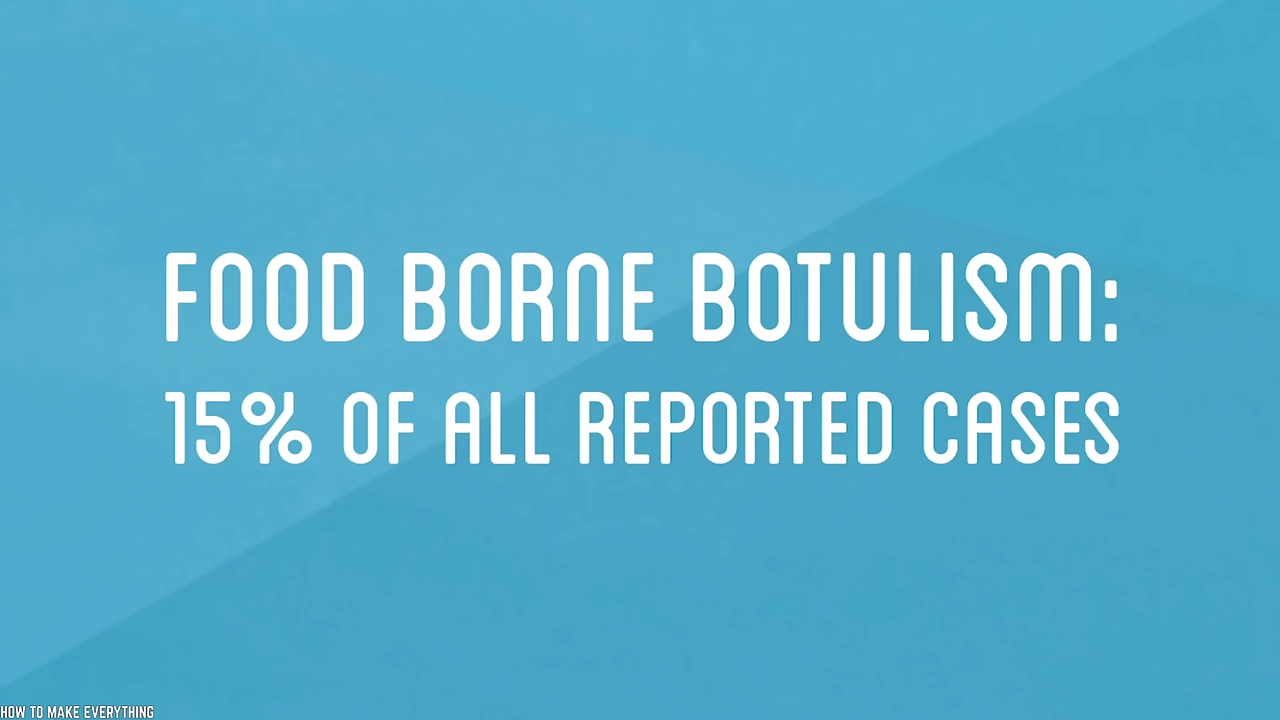 FOOD BORNE BOTULISM:
15% OF ALL REPORTED CASES
HOW TO MAKE EVERYTHING